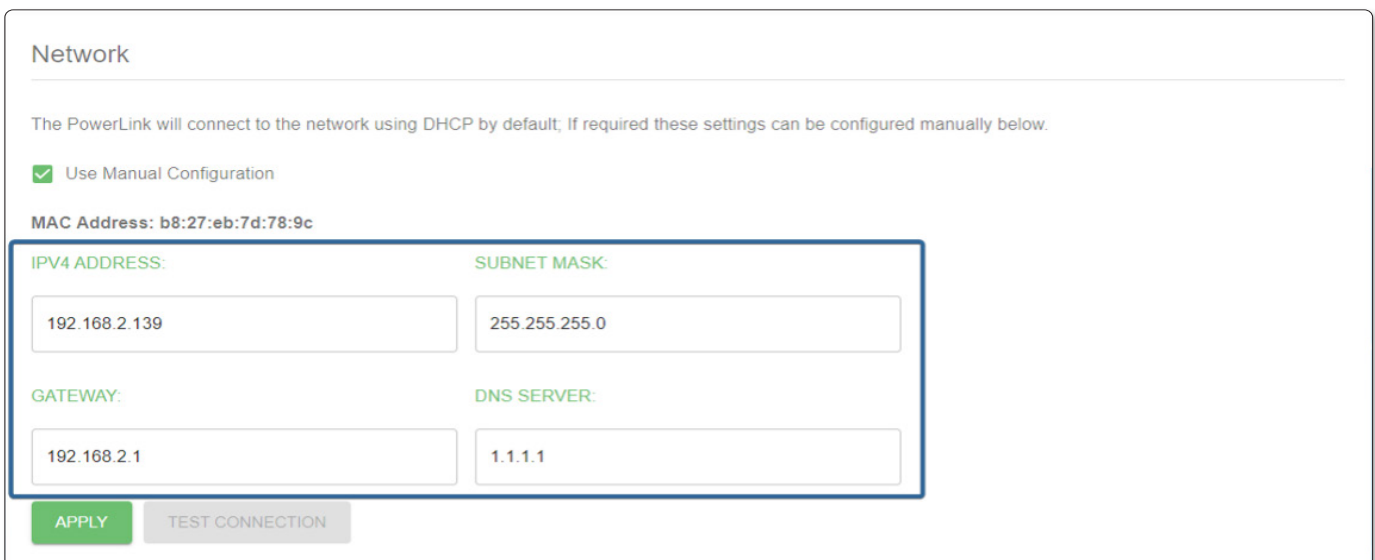 Network
The PowerLink will connect to the network using DHCP by default; If required these settings can be configured manually below.
Use Manual Configuration
MAC Address: b8:27:eb:7d:78:9c
IPV4 ADDRESS:
SUBNET MASK:
192.168.2.139
255.255.255.0
GATEWAY:
DNS SERVER:
192.168.2.1
1.1.1.1
APPLY
TEST CONNECTION